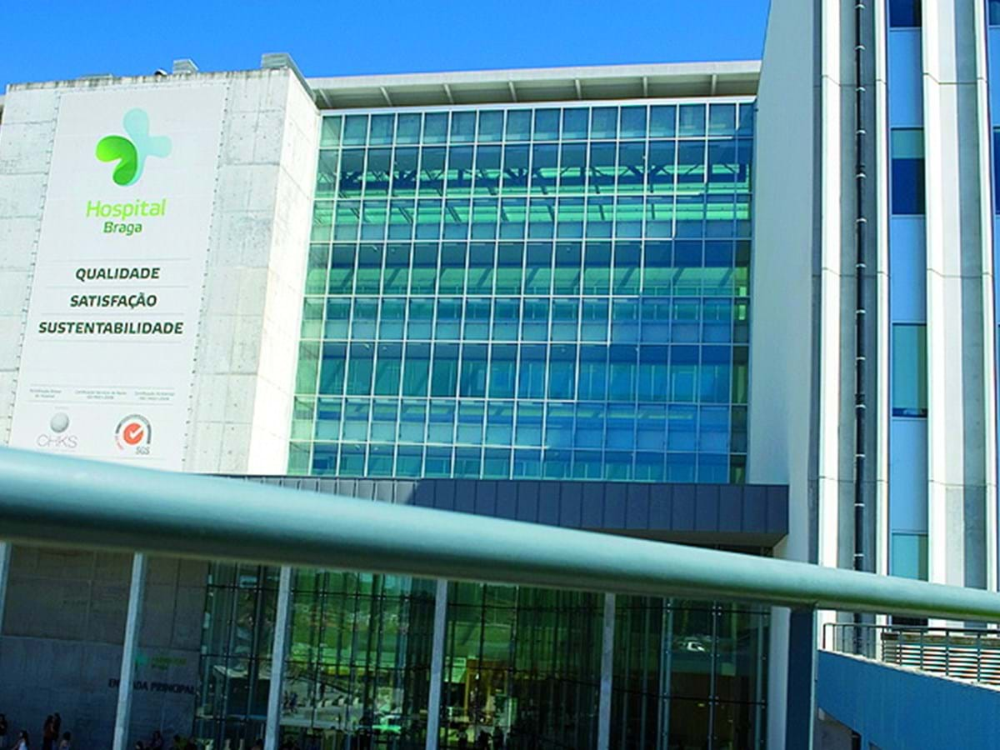 Hospital
Braga
QUALIDADE
SATISFAÇÃO
SUSTENTABILIDADE
CHKS
SGS
ENTRADA PRINCIPAL